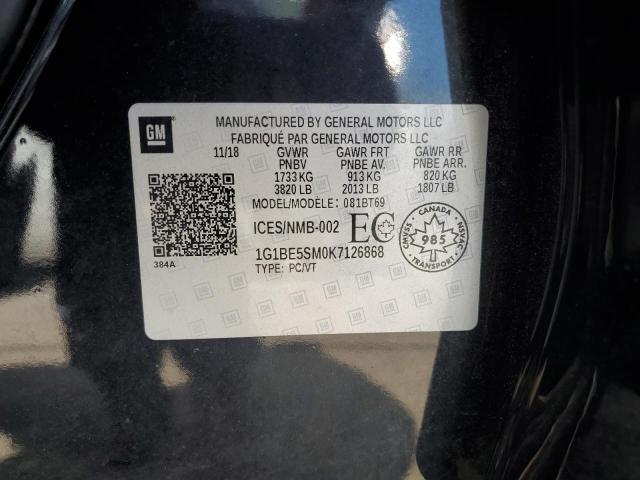 GM
MANUFACTURED BY GENERAL MOTORS LLC
FABRIQUÉ PAR GENERAL MOTORS LLC
11/18 GVWR GAWR FRT GAWR RR
PNBV PNBE AV. PNBE ARR.
1733 KG 913 KG 820 KG
3820 LB 2013 LB 1807 LB
MODEL/MODÈLE: 081BT69
ICES/NMB-002 EC
CANADA
CMVSS 985 NSVAC
TRANSPORT
1G1BE5SM0K7126868
TYPE: PC/VT
384A